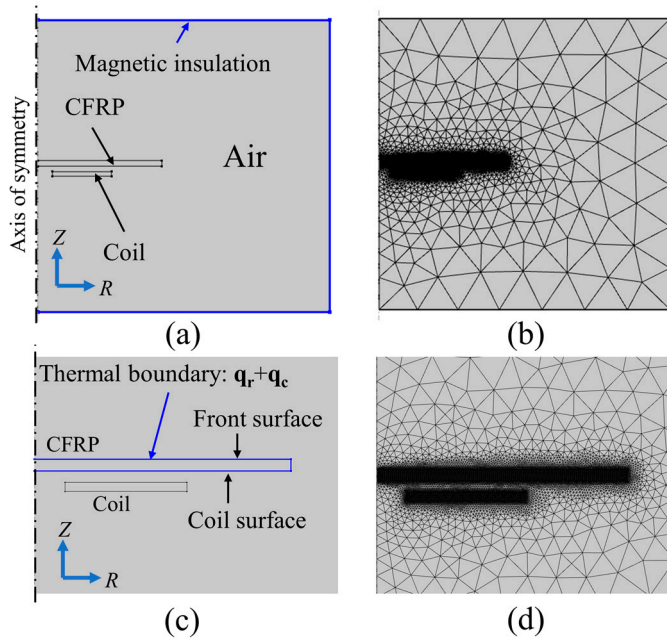 Magnetic insulation
CFRP
Air
Axis of symmetry
Coil
Z
R
(a)
(b)
Thermal boundary: qr+qc
Front surface
CFRP
Coil
Coil surface
Z
R
(c)
(d)